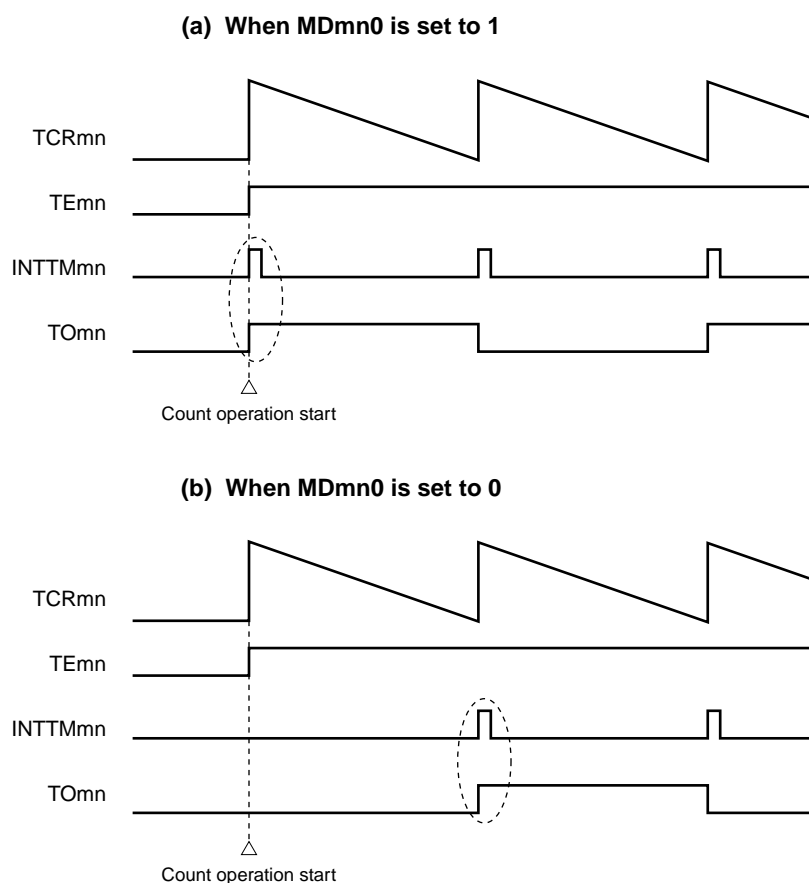 (a) When MDmn0 is set to 1
TCRmn
TEmn
INTTMmn
TOmn
Count operation start
(b) When MDmn0 is set to 0
TCRmn
TEmn
INTTMmn
TOmn
Count operation start